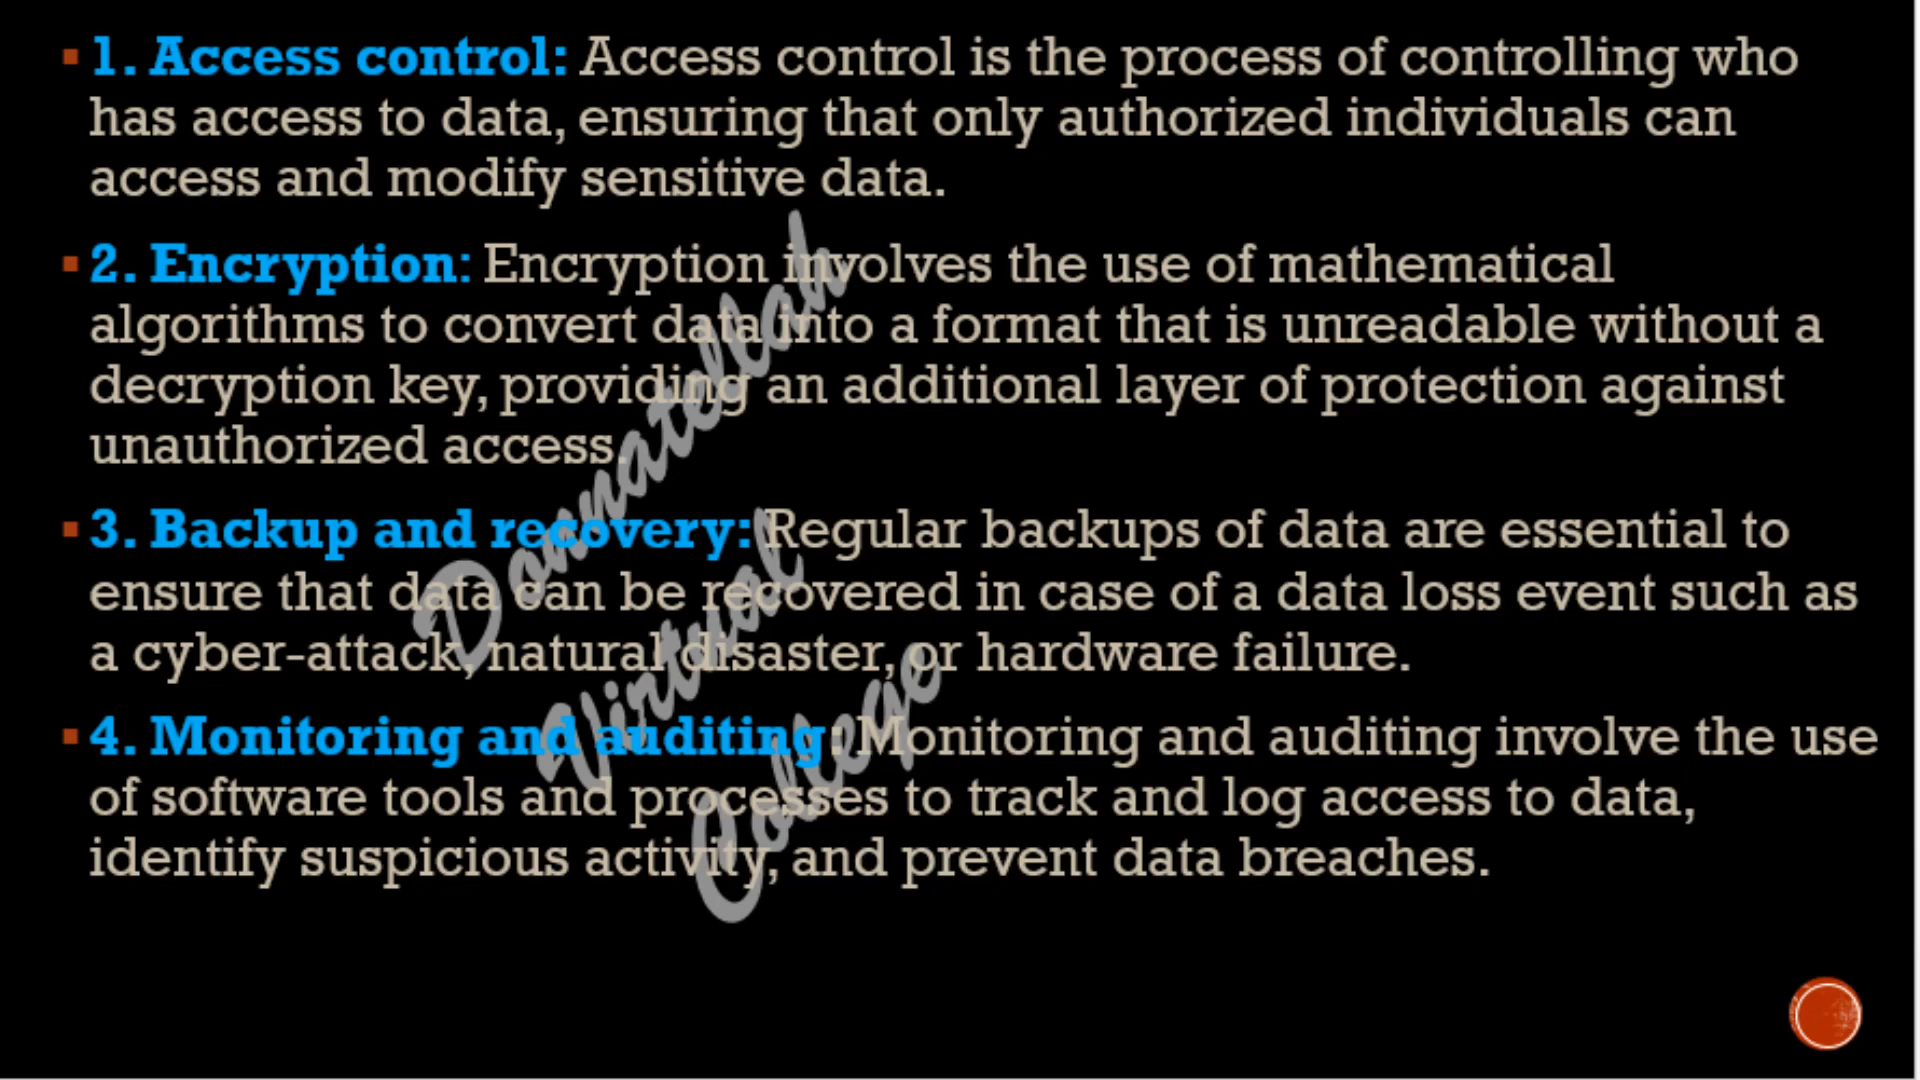 1. Access control: Access control is the process of controlling who
has access to data, ensuring that only authorized individuals can
access and modify sensitive data.
2. Encryption: Encryption involves the use of mathematical
algorithms to convert data into a format that is unreadable without a
decryption key, providing an additional layer of protection against
unauthorized access.
3. Backup and recovery: Regular backups of data are essential to
ensure that data can be recovered in case of a data loss event such as
a cyber-attack, natural disaster, or hardware failure.
4. Monitoring and auditing: Monitoring and auditing involve the use
of software tools and processes to track and log access to data,
identify suspicious activity, and prevent data breaches.
Virtual
College